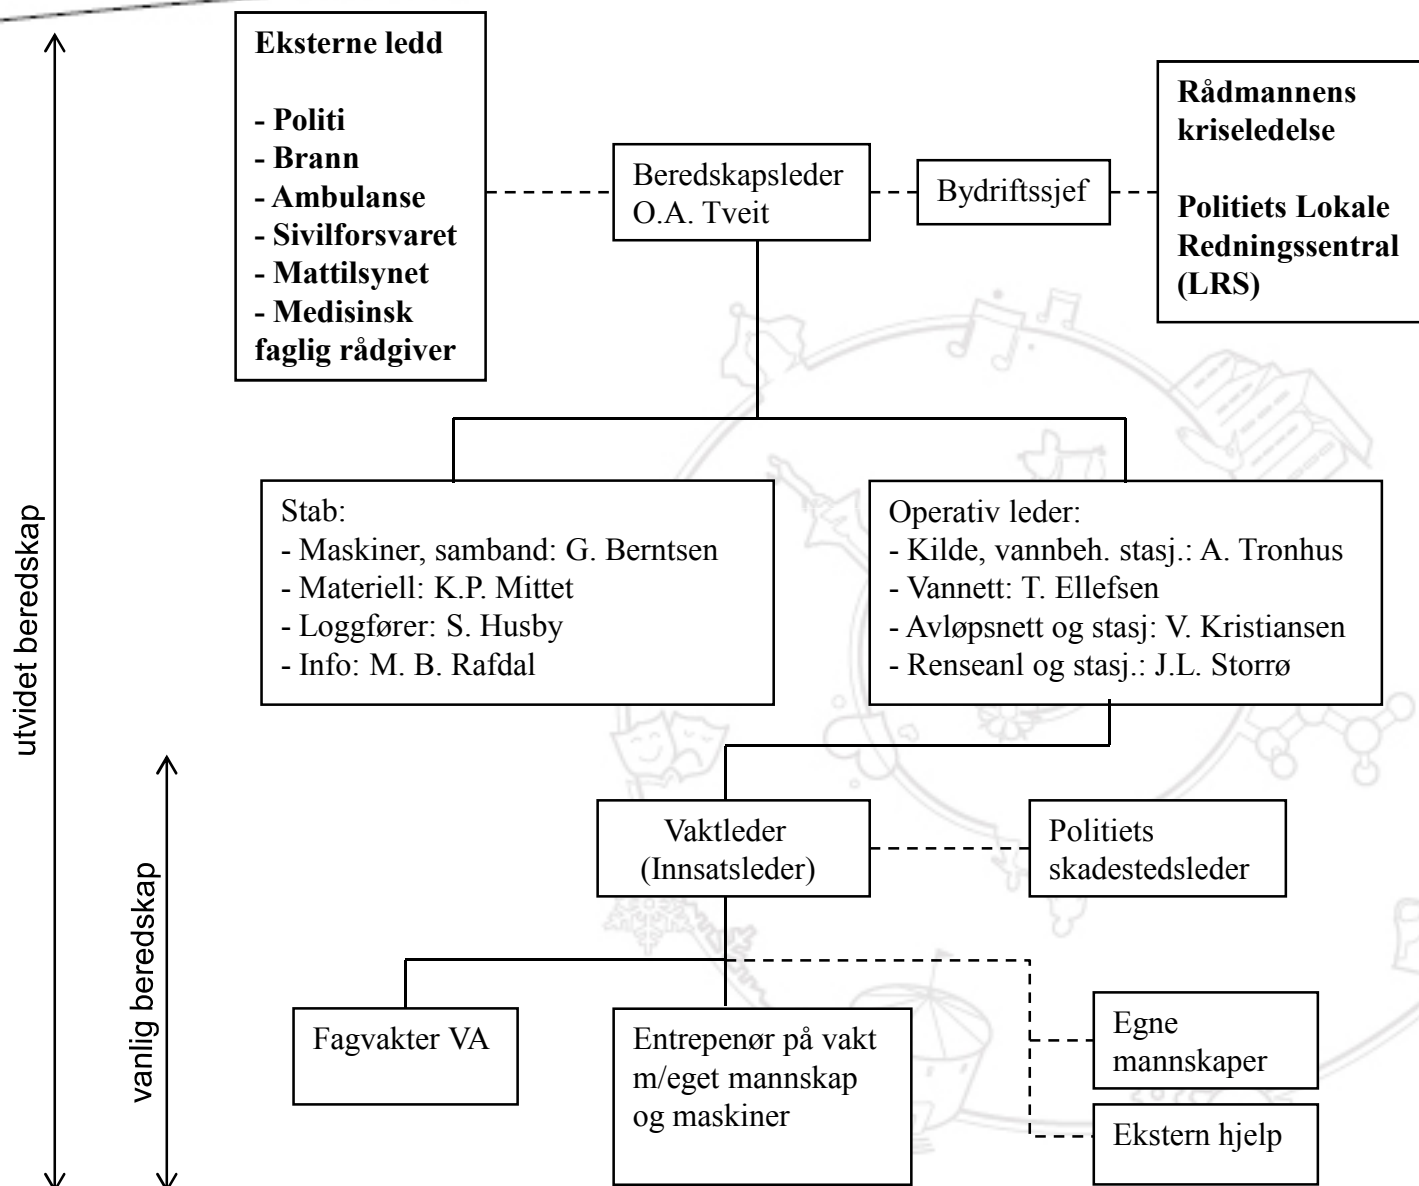 Eksterne ledd
- Politi
- Brann
- Ambulanse
- Sivilforsvaret
- Mattilsynet
- Medisinsk
faglig rådgiver
Beredskapsleder
O.A. Tveit
Bydriftssjef
Rådmannens
kriseledelse
Politiets Lokale
Redningssentral
(LRS)
utvidet beredskap
Stab:
- Maskiner, samband: G. Berntsen
- Materiell: K.P. Mittet
- Loggfører: S. Husby
- Info: M. B. Rafdal
Operativ leder:
- Kilde, vannbeh. stasj.: A. Tronhus
- Vannett: T. Ellefsen
- Avløpsnett og stasj: V. Kristiansen
- Renseanl og stasj.: J.L. Storrø
vanlig beredskap
Vaktleder
(Innsatsleder)
Politiets
skadestedsleder
Fagvakter VA
Entrepenør på vakt
m/eget mannskap
og maskiner
Egne
mannskaper
Ekstern hjelp